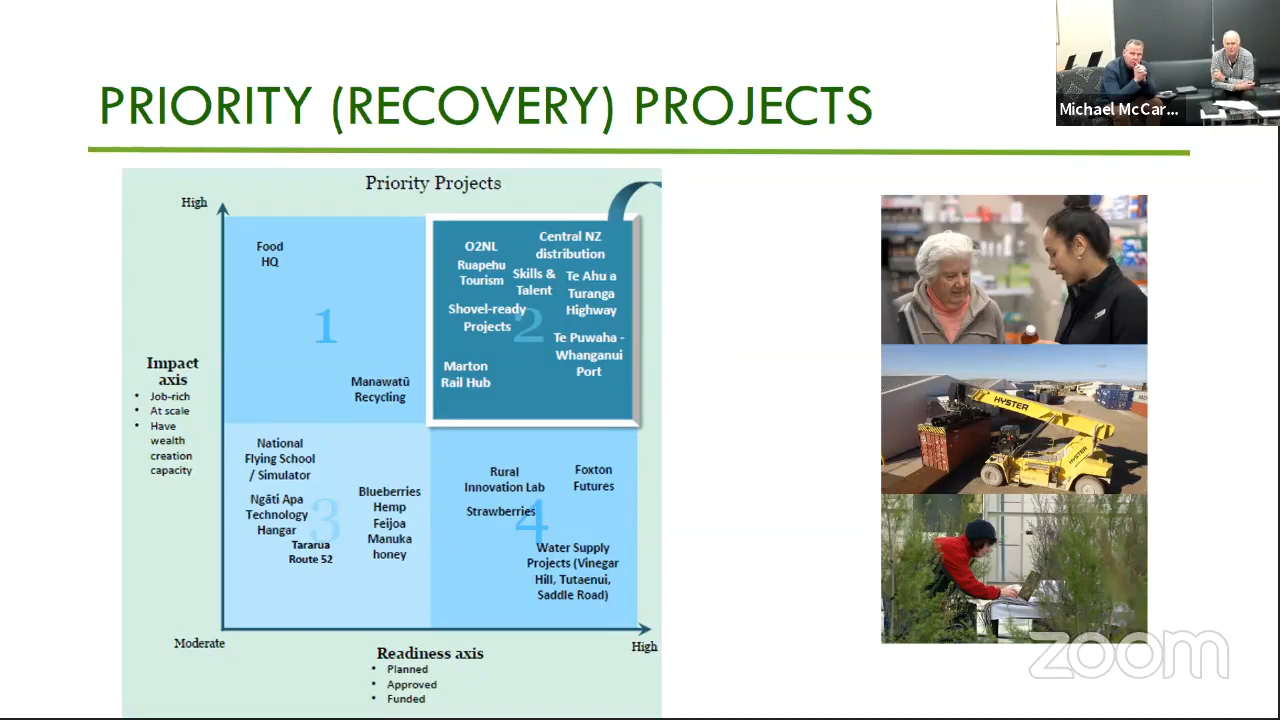 PRIORITY (RECOVERY) PROJECTS
Michael McCar...
Priority Projects
High
Food
HQ
1
Manawatū
Recycling
O2NL
Ruapehu
Tourism
Central NZ
distribution
Skills &
Talent
Te Ahu a
Turanga
Highway
Shovel-ready
Projects
2
Te Puwaha -
Whanganui
Port
Marton
Rail Hub
Impact
axis
• Job-rich
• At scale
• Have
wealth
creation
capacity
National
Flying School
/ Simulator
Ngāti Apa
Technology
Hangar
3
Tararua
Route 52
Blueberries
Hemp
Feijoa
Manuka
honey
Rural
Innovation Lab
Foxton
Futures
Strawberries
4
Water Supply
Projects (Vinegar
Hill, Tutaenui,
Saddle Road)
Moderate
Readiness axis
High
• Planned
• Approved
• Funded
HYSTER
HYSTER
zoom